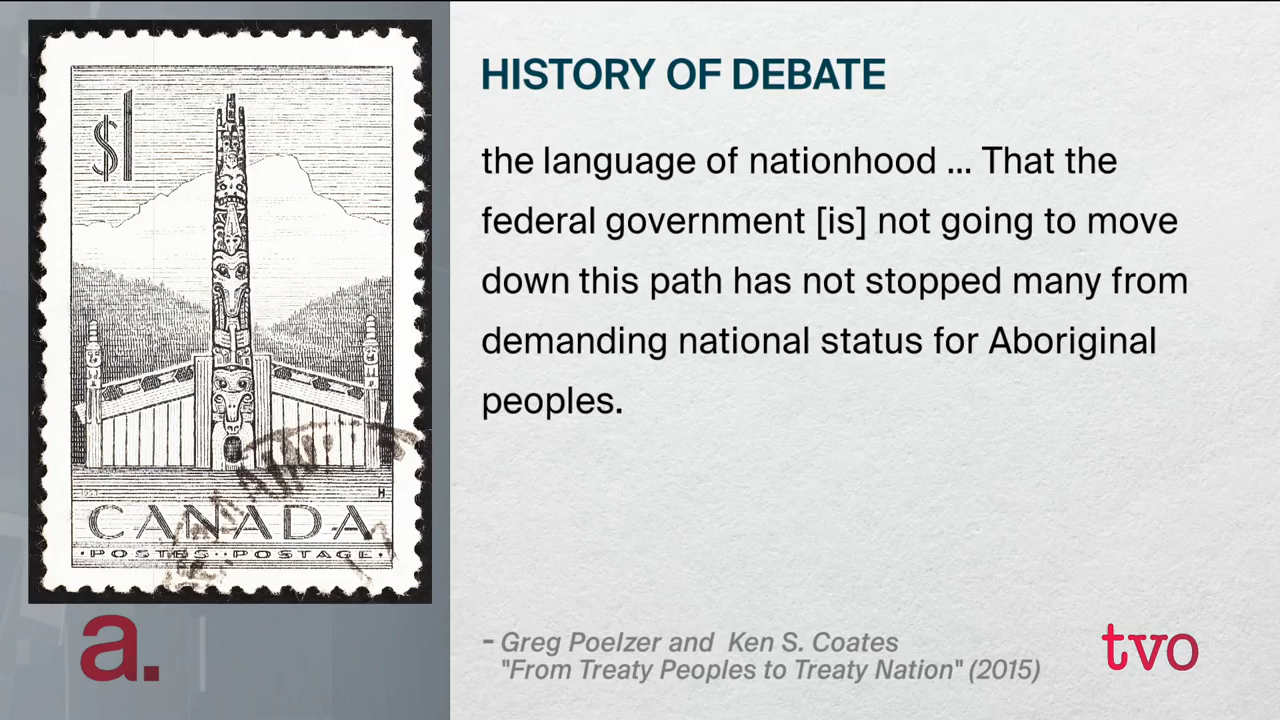 $1
CANADA
·POSTES··POSTAGE·
a.
HISTORY OF DEBATE
the language of nationhood ... That the
federal government [is] not going to move
down this path has not stopped many from
demanding national status for Aboriginal
peoples.
- Greg Poelzer and Ken S. Coates
"From Treaty Peoples to Treaty Nation" (2015)
tvo